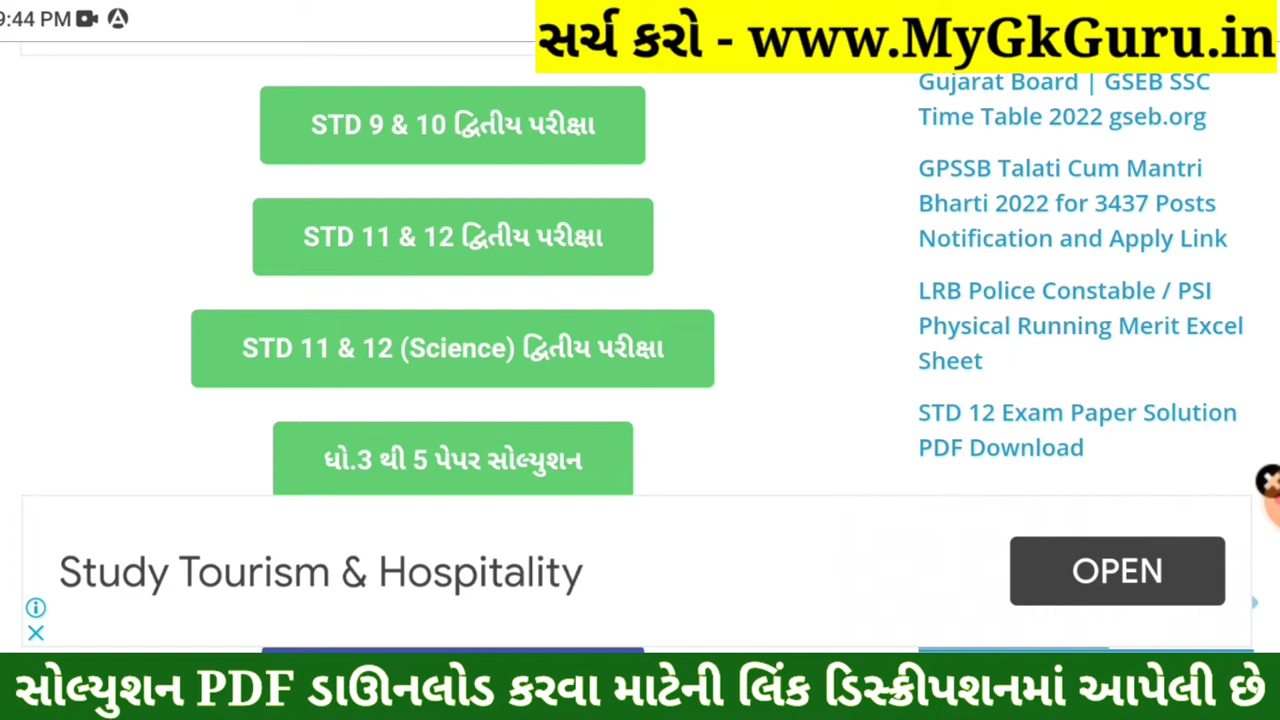 9:44 PM
સર્ચ કરો - www.MyGkGuru.in
STD 9 & 10 દ્વિતીય પરીક્ષા
STD 11 & 12 દ્વિતીય પરીક્ષા
STD 11 & 12 (Science) દ્વિતીય પરીક્ષા
ધો.3 થી 5 પેપર સોલ્યુશન
Gujarat Board | GSEB SSC
Time Table 2022 gseb.org
GPSSB Talati Cum Mantri
Bharti 2022 for 3437 Posts
Notification and Apply Link
LRB Police Constable / PSI
Physical Running Merit Excel
Sheet
STD 12 Exam Paper Solution
PDF Download
Study Tourism & Hospitality
OPEN
સોલ્યુશન PDF ડાઊનલોડ કરવા માટેની લિંક ડિસ્ક્રીપશનમાં આપેલી છે